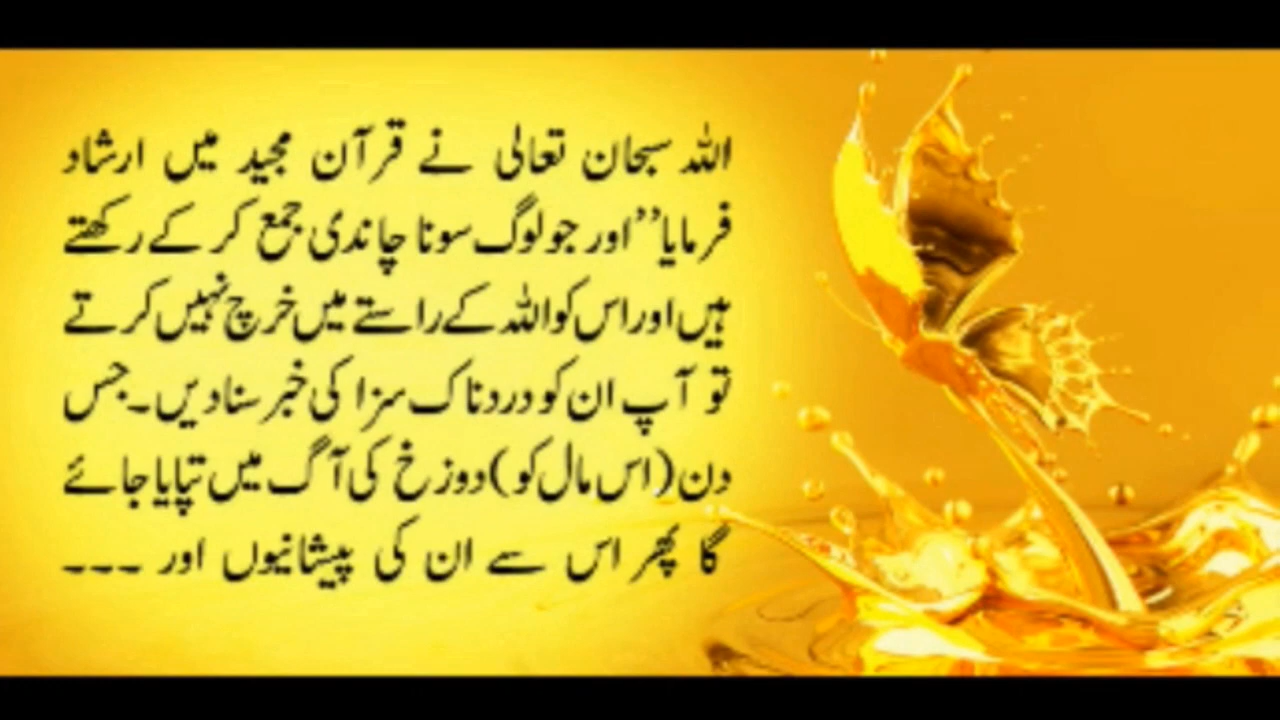 اللہ سبحان تعالی نے قرآن مجید میں ارشاد
فرمایا”اور جو لوگ سونا چاندی جمع کر کے رکھتے
ہیں اور اس کو اللہ کے راستے میں خرچ نہیں کرتے
تو آپ ان کو دردناک سزا کی خبر سنا دیں۔ جس
دن (اس مال کو) دوزخ کی آگ میں تپایا جائے
گا پھر اس سے ان کی پیشانیوں اور ۔۔۔